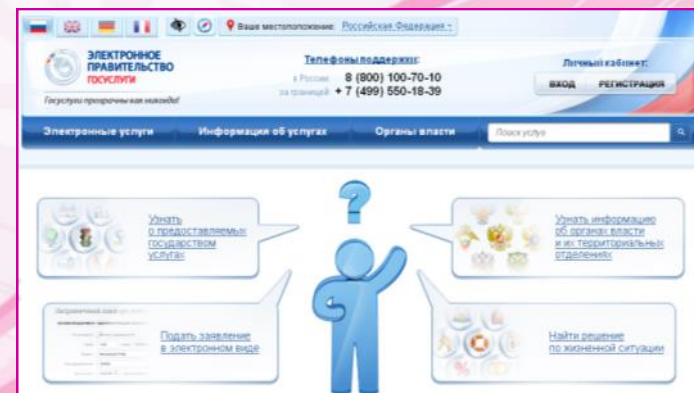 Ваше местоположение: Российская Федерация
ЭЛЕКТРОННОЕ
ПРАВИТЕЛЬСТВО
ГОСУСЛУГИ
Госуслуги прозрачны как никогда!
Телефоны поддержки:
в России: 8 (800) 100-70-10
за границей: + 7 (499) 550-18-39
Личный кабинет:
ВХОД РЕГИСТРАЦИЯ
Электронные услуги Информация об услугах Органы власти Поиск услуг
Узнать
о предоставляемых
государством
услугах
?
Узнать информацию
об органах власти
и их территориальных
отделениях
Подать заявление
в электронном виде
Найти решение
по жизненной ситуации